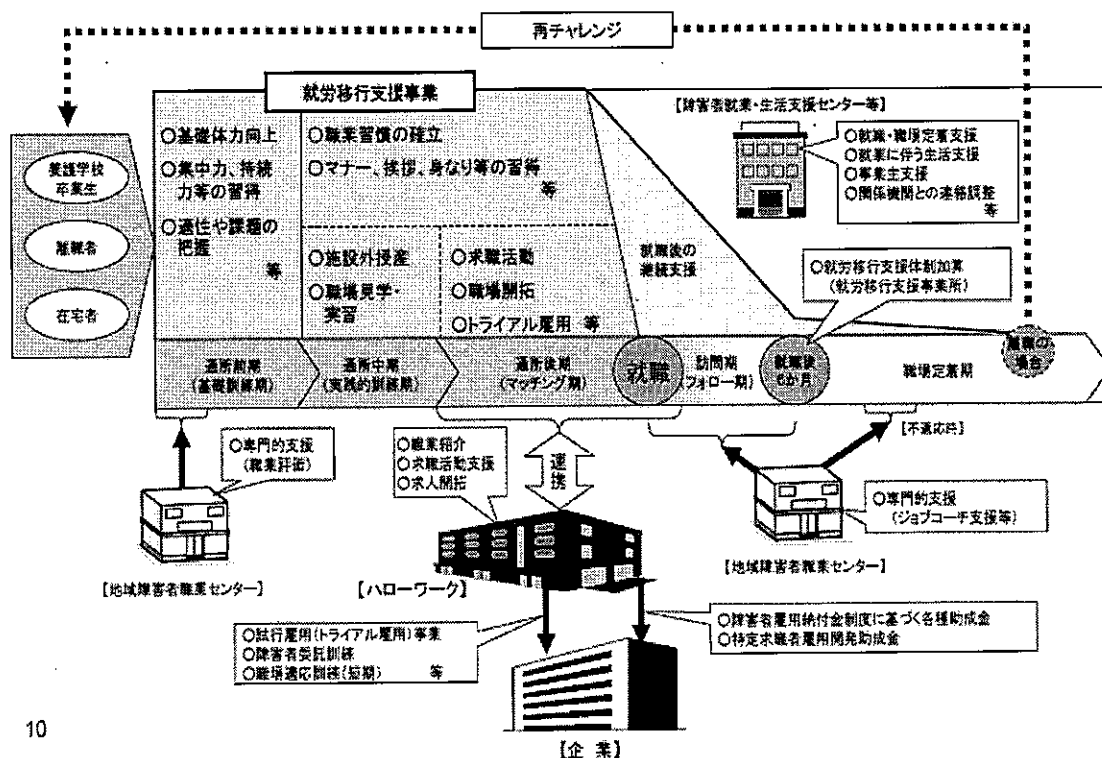 再チャレンジ
就労移行支援事業
養護学校
卒業生
離職者
在宅者
○基礎体力向上
○集中力、持続
力等の習得
○適性や課題の
把握
等
○職業習慣の確立
○マナー、挨拶、身なり等の習得
等
○施設外授産
○職場見学・
実習
○求職活動
○職場開拓
○トライアル雇用 等
就職後の
継続支援
【障害者就業・生活支援センター等】
○就職・職場定着支援
○就業に伴う生活支援
○事業主支援
○関係機関との連絡調整
等
○就労移行支援体制加算
(就労移行支援事業所)
通所前期
(基礎訓練期)
通所中期
(実践的訓練期)
通所後期
(マッチング期)
就職
訪問期
(フォロー期)
就職後
6か月
職場定着期
離職の
場合
【不適応時】
○専門的支援
(職業評価)
【地域障害者職業センター】
○職業紹介
○求職活動支援
○求人開拓
連携
【ハローワーク】
○専門的支援
(ジョブコーチ支援等)
【地域障害者職業センター】
○試行雇用(トライアル雇用)事業
○障害者委託訓練
○職場適応訓練(短期) 等
○障害者雇用納付金制度に基づく各種助成金
○特定求職者雇用開発助成金
【企 業】
10